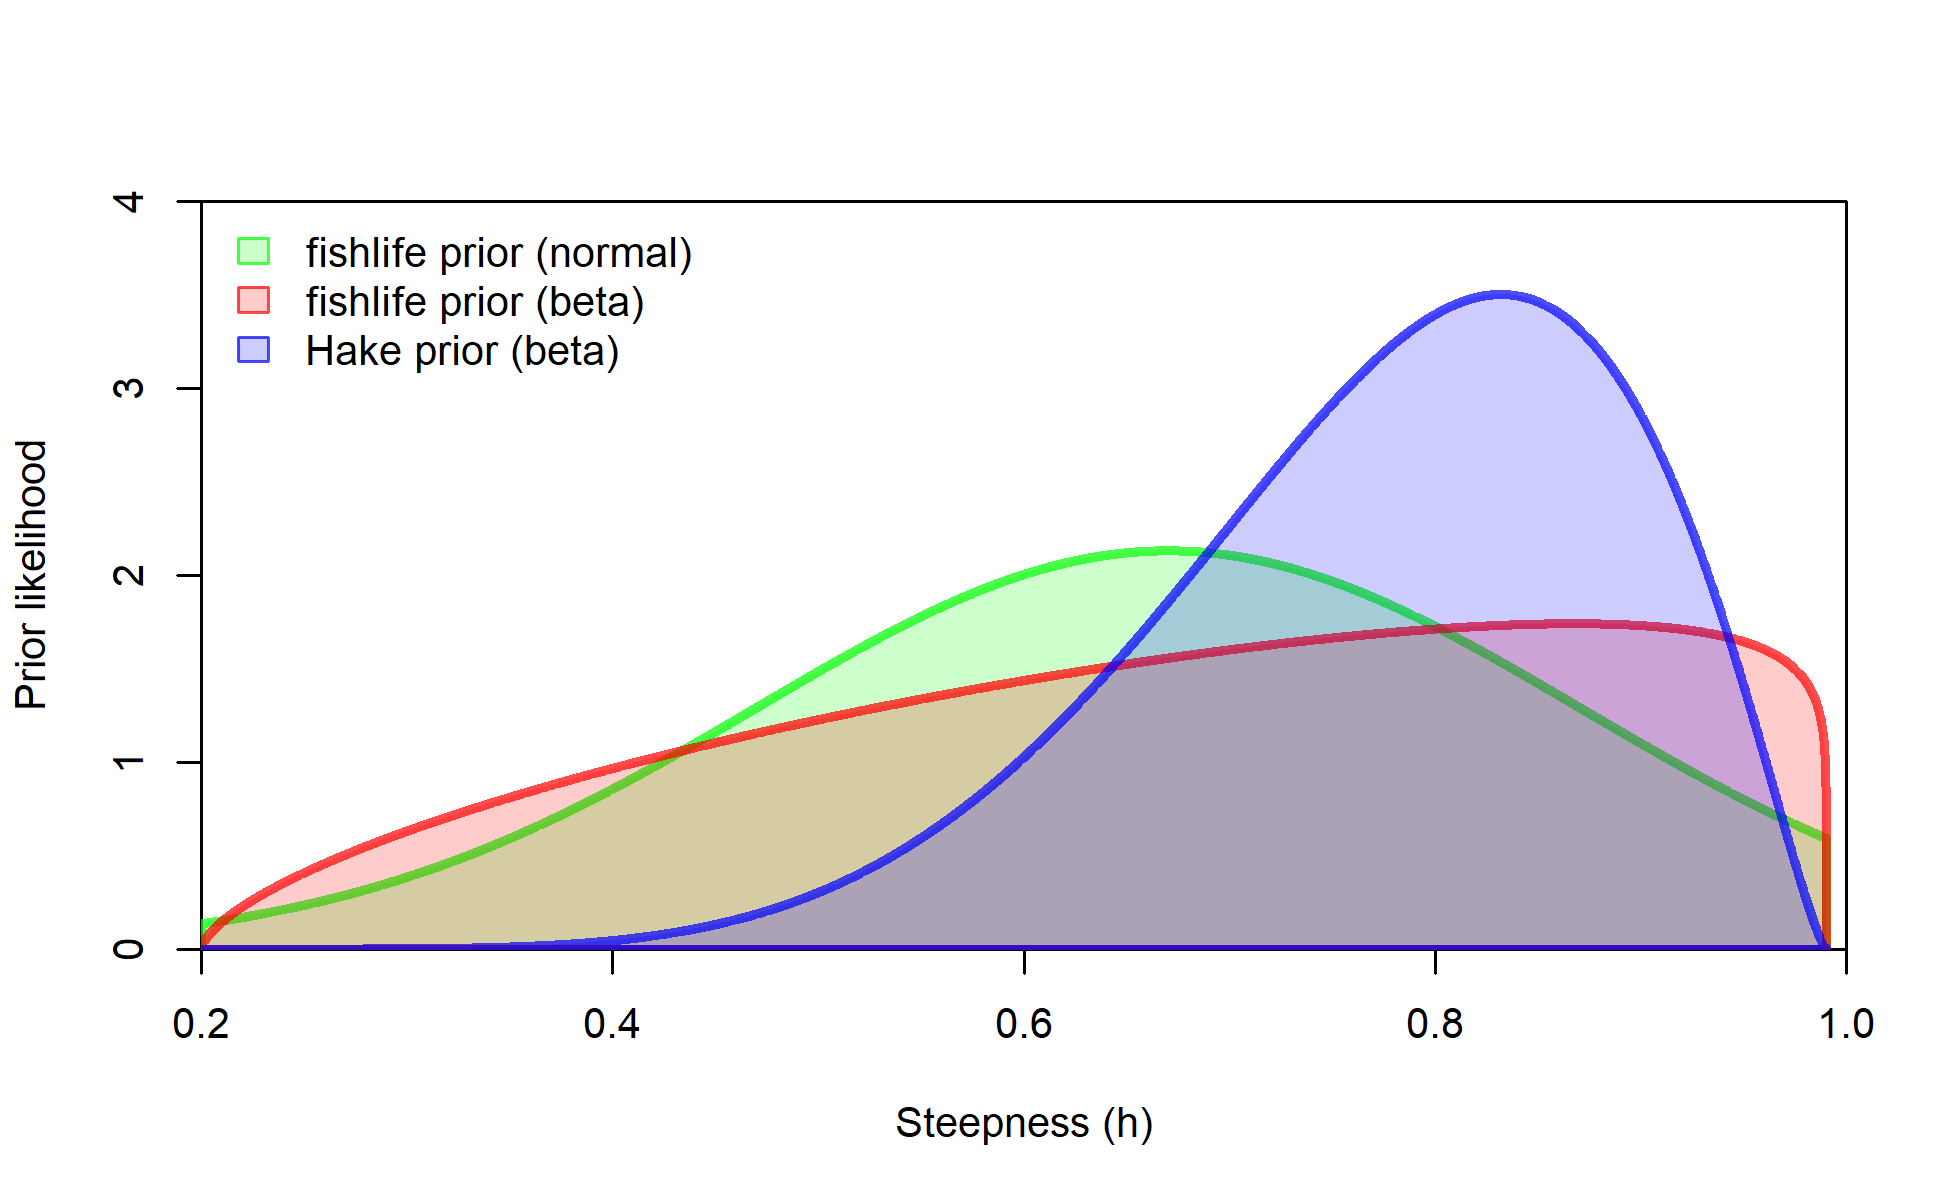 fishlife prior (normal)
fishlife prior (beta)
Hake prior (beta)
Prior likelihood
4
3
2
1
0
0.2 0.4 0.6 0.8 1.0
Steepness (h)